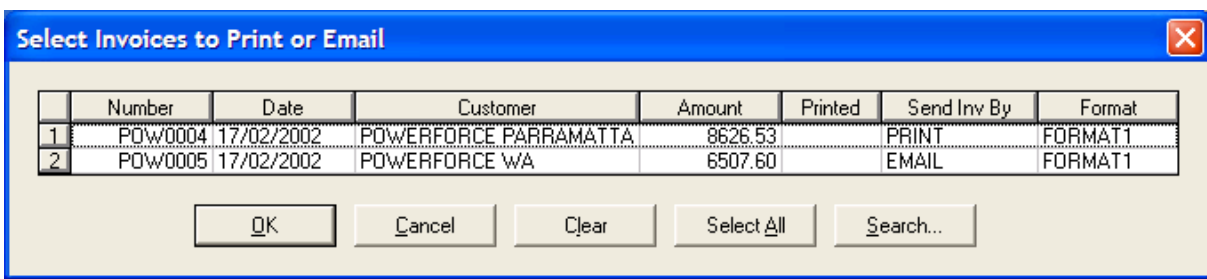 Select Invoices to Print or Email
Number Date Customer Amount Printed Send Inv By Format
1 POW0004 17/02/2002 POWERFORCE PARRAMATTA 8626.53 PRINT FORMAT1
2 POW0005 17/02/2002 POWERFORCE WA 6507.60 EMAIL FORMAT1
OK Cancel Clear Select All Search...